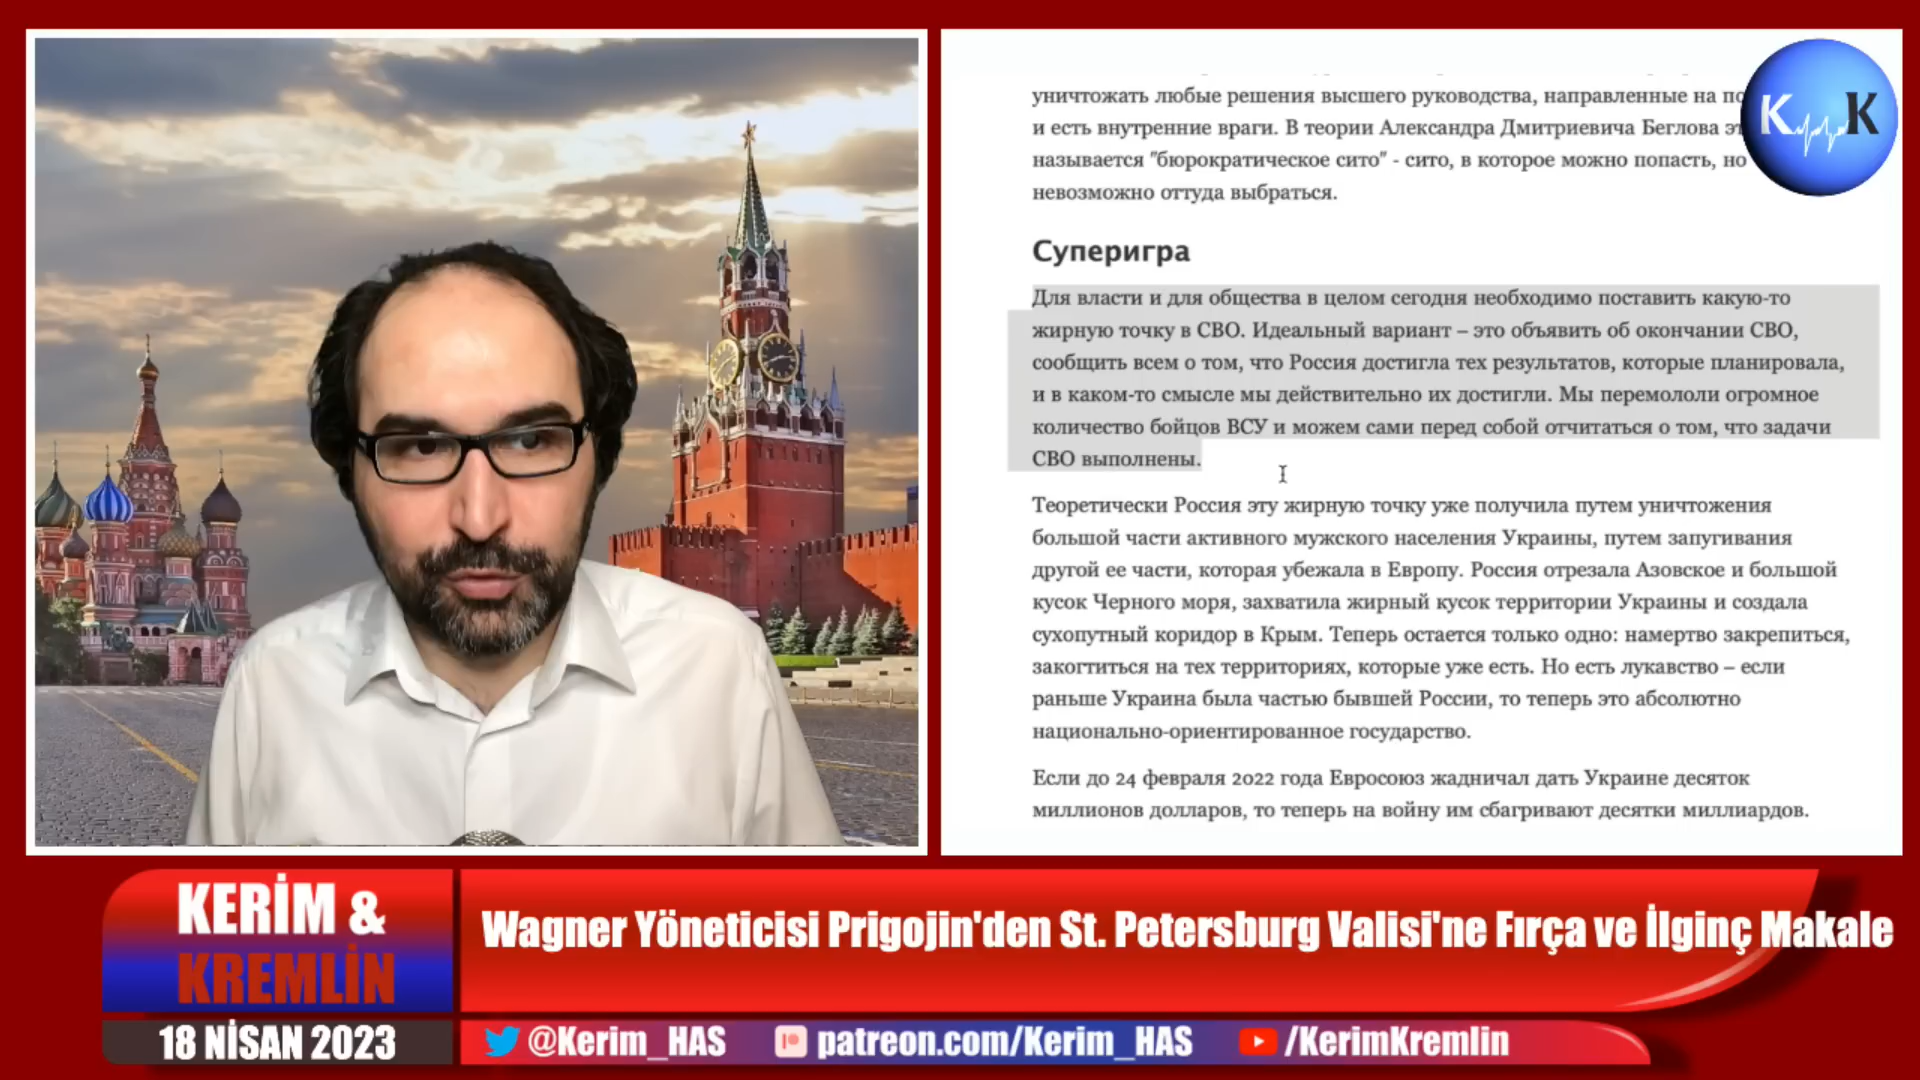 уничтожать любые решения высшего руководства, направленные на
и есть внутренние враги. В теории Александра Дмитриевича Беглова
называется "бюрократическое сито" - сито, в которое можно попасть, но
невозможно оттуда выбраться.
Суперигра
Для власти и для общества в целом сегодня необходимо поставить какую-то
жирную точку в СВО. Идеальный вариант – это объявить об окончании СВО,
сообщить всем о том, что Россия достигла тех результатов, которые планировала,
и в каком-то смысле мы действительно их достигли. Мы перемололи огромное
количество бойцов ВСУ и можем сами перед собой отчитаться о том, что задачи
СВО выполнены.
Теоретически Россия эту жирную точку уже получила путем уничтожения
большой части активного мужского населения Украины, путем запугивания
другой ее части, которая убежала в Европу. Россия отрезала Азовское и большой
кусок Черного моря, захватила жирный кусок территории Украины и создала
сухопутный коридор в Крым. Теперь остается только одно: намертво закрепиться,
закогтиться на тех территориях, которые уже есть. Но есть лукавство – если
раньше Украина была частью бывшей России, то теперь это абсолютно
национально-ориентированное государство.
Если до 24 февраля 2022 года Евросоюз жадничал дать Украине десяток
миллионов долларов, то теперь на войну им сбагривают десятки миллиардов.
K K
KERİM &
KREMLİN
18 NİSAN 2023
Wagner Yöneticisi Prigojin'den St. Petersburg Valisi'ne Fırça ve İlginç Makale
@Kerim_HAS patreon.com/Kerim_HAS /KerimKremlin